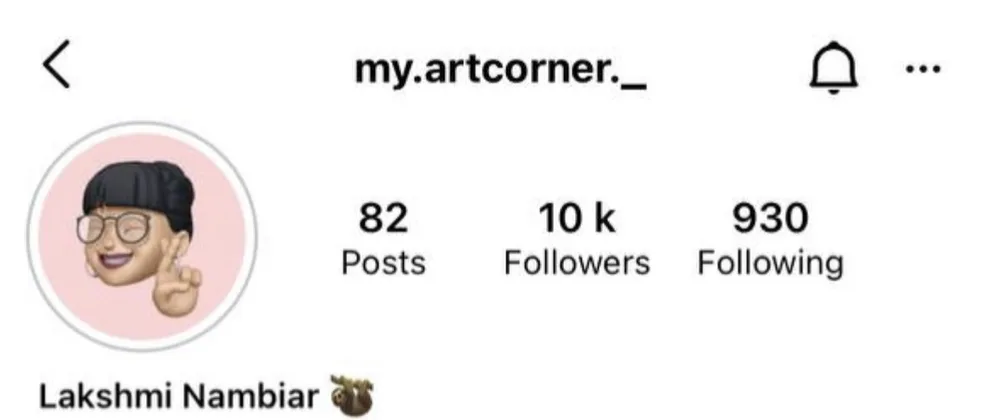 my.artcorner._
82 10 k 930
Posts Followers Following
Lakshmi Nambiar 🦥